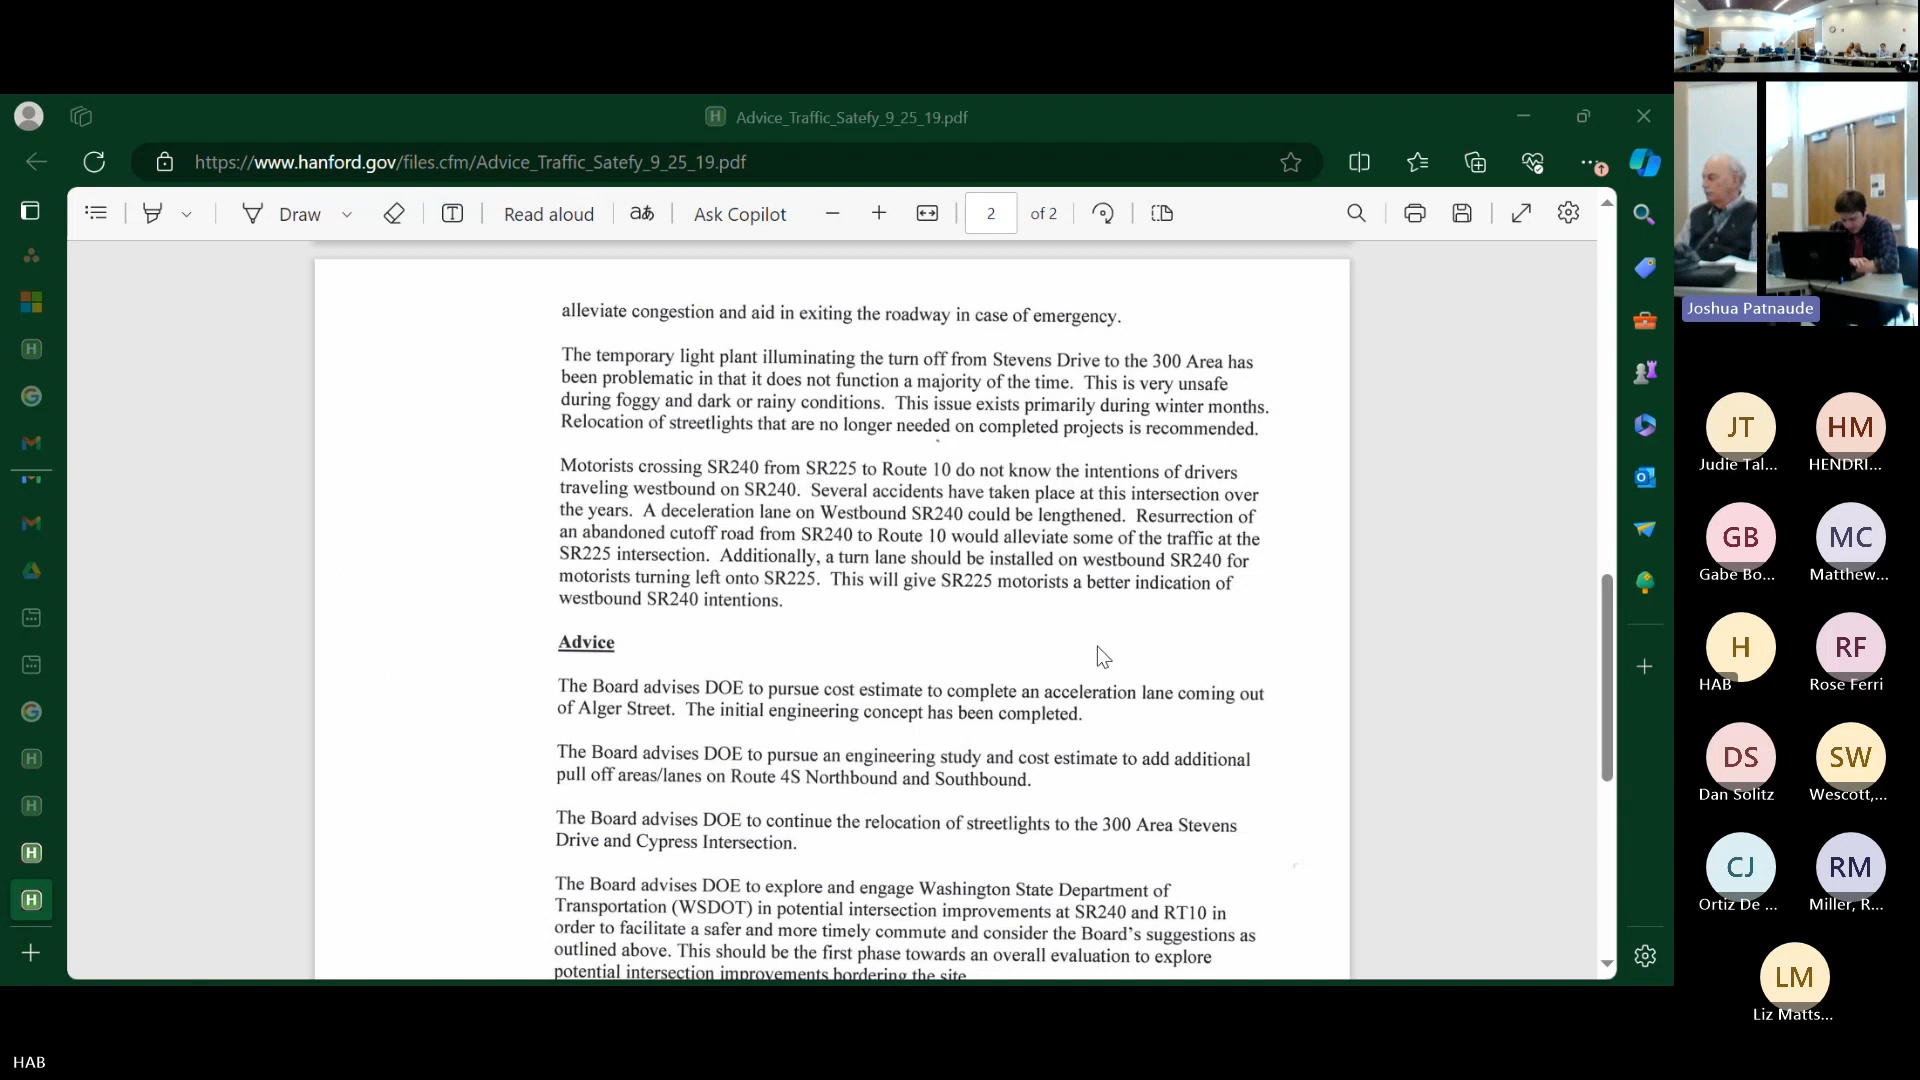 Advice_Traffic_Satefy_9_25_19.pdf
https://www.hanford.gov/files.cfm/Advice_Traffic_Satefy_9_25_19.pdf
Draw
Read aloud
aあ
Ask Copilot
2
of 2
alleviate congestion and aid in exiting the roadway in case of emergency.
The temporary light plant illuminating the turn off from Stevens Drive to the 300 Area has
been problematic in that it does not function a majority of the time. This is very unsafe
during foggy and dark or rainy conditions. This issue exists primarily during winter months.
Relocation of streetlights that are no longer needed on completed projects is recommended.
Motorists crossing SR240 from SR225 to Route 10 do not know the intentions of drivers
traveling westbound on SR240. Several accidents have taken place at this intersection over
the years. A deceleration lane on Westbound SR240 could be lengthened. Resurrection of
an abandoned cutoff road from SR240 to Route 10 would alleviate some of the traffic at the
SR225 intersection. Additionally, a turn lane should be installed on westbound SR240 for
motorists turning left onto SR225. This will give SR225 motorists a better indication of
westbound SR240 intentions.
Advice
The Board advises DOE to pursue cost estimate to complete an acceleration lane coming out
of Alger Street. The initial engineering concept has been completed.
The Board advises DOE to pursue an engineering study and cost estimate to add additional
pull off areas/lanes on Route 4S Northbound and Southbound.
The Board advises DOE to continue the relocation of streetlights to the 300 Area Stevens
Drive and Cypress Intersection.
The Board advises DOE to explore and engage Washington State Department of
Transportation (WSDOT) in potential intersection improvements at SR240 and RT10 in
order to facilitate a safer and more timely commute and consider the Board's suggestions as
outlined above. This should be the first phase towards an overall evaluation to explore
potential intersection improvements bordering the site.
Joshua Patnaude
JT
Judie Tal...
HM
HENDRI...
GB
Gabe Bo...
MC
Matthew...
H
HAB
RF
Rose Ferri
DS
Dan Solitz
SW
Wescott,...
CJ
Ortiz De ...
RM
Miller, R...
LM
Liz Matts...
HAB